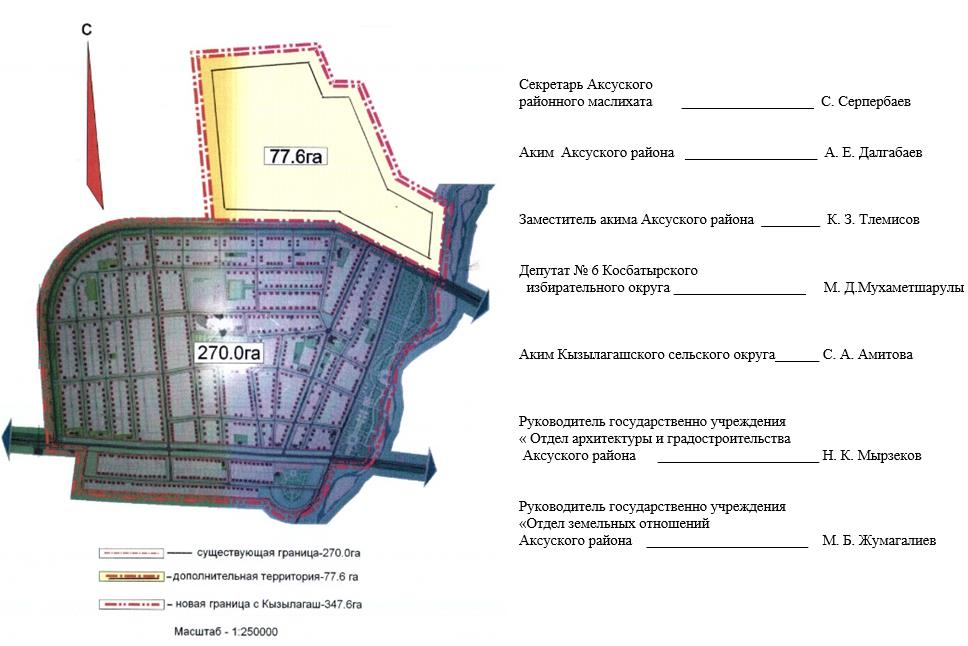 С
77.6га
270.0га
существующая граница-270.0га
–дополнительная территория-77.6 га
– новая граница с Кызылагаш-347.6га
Масштаб - 1:250000
Секретарь Аксуского
районного маслихата ___________________ С. Серпербаев
Аким Аксуского района ___________________ А. Е. Далгабаев
Заместитель акима Аксуского района ________ К. З. Тлемисов
Депутат № 6 Косбатырского
избирательного округа ___________________ М. Д.Мухаметшарулы
Аким Кызылагашского сельского округа______ С. А. Амитова
Руководитель государственно учреждения
« Отдел архитектуры и градостроительства
Аксуского района _______________________ Н. К. Мырзеков
Руководитель государственно учреждения
«Отдел земельных отношений
Аксуского района _______________________ М. Б. Жумагалиев